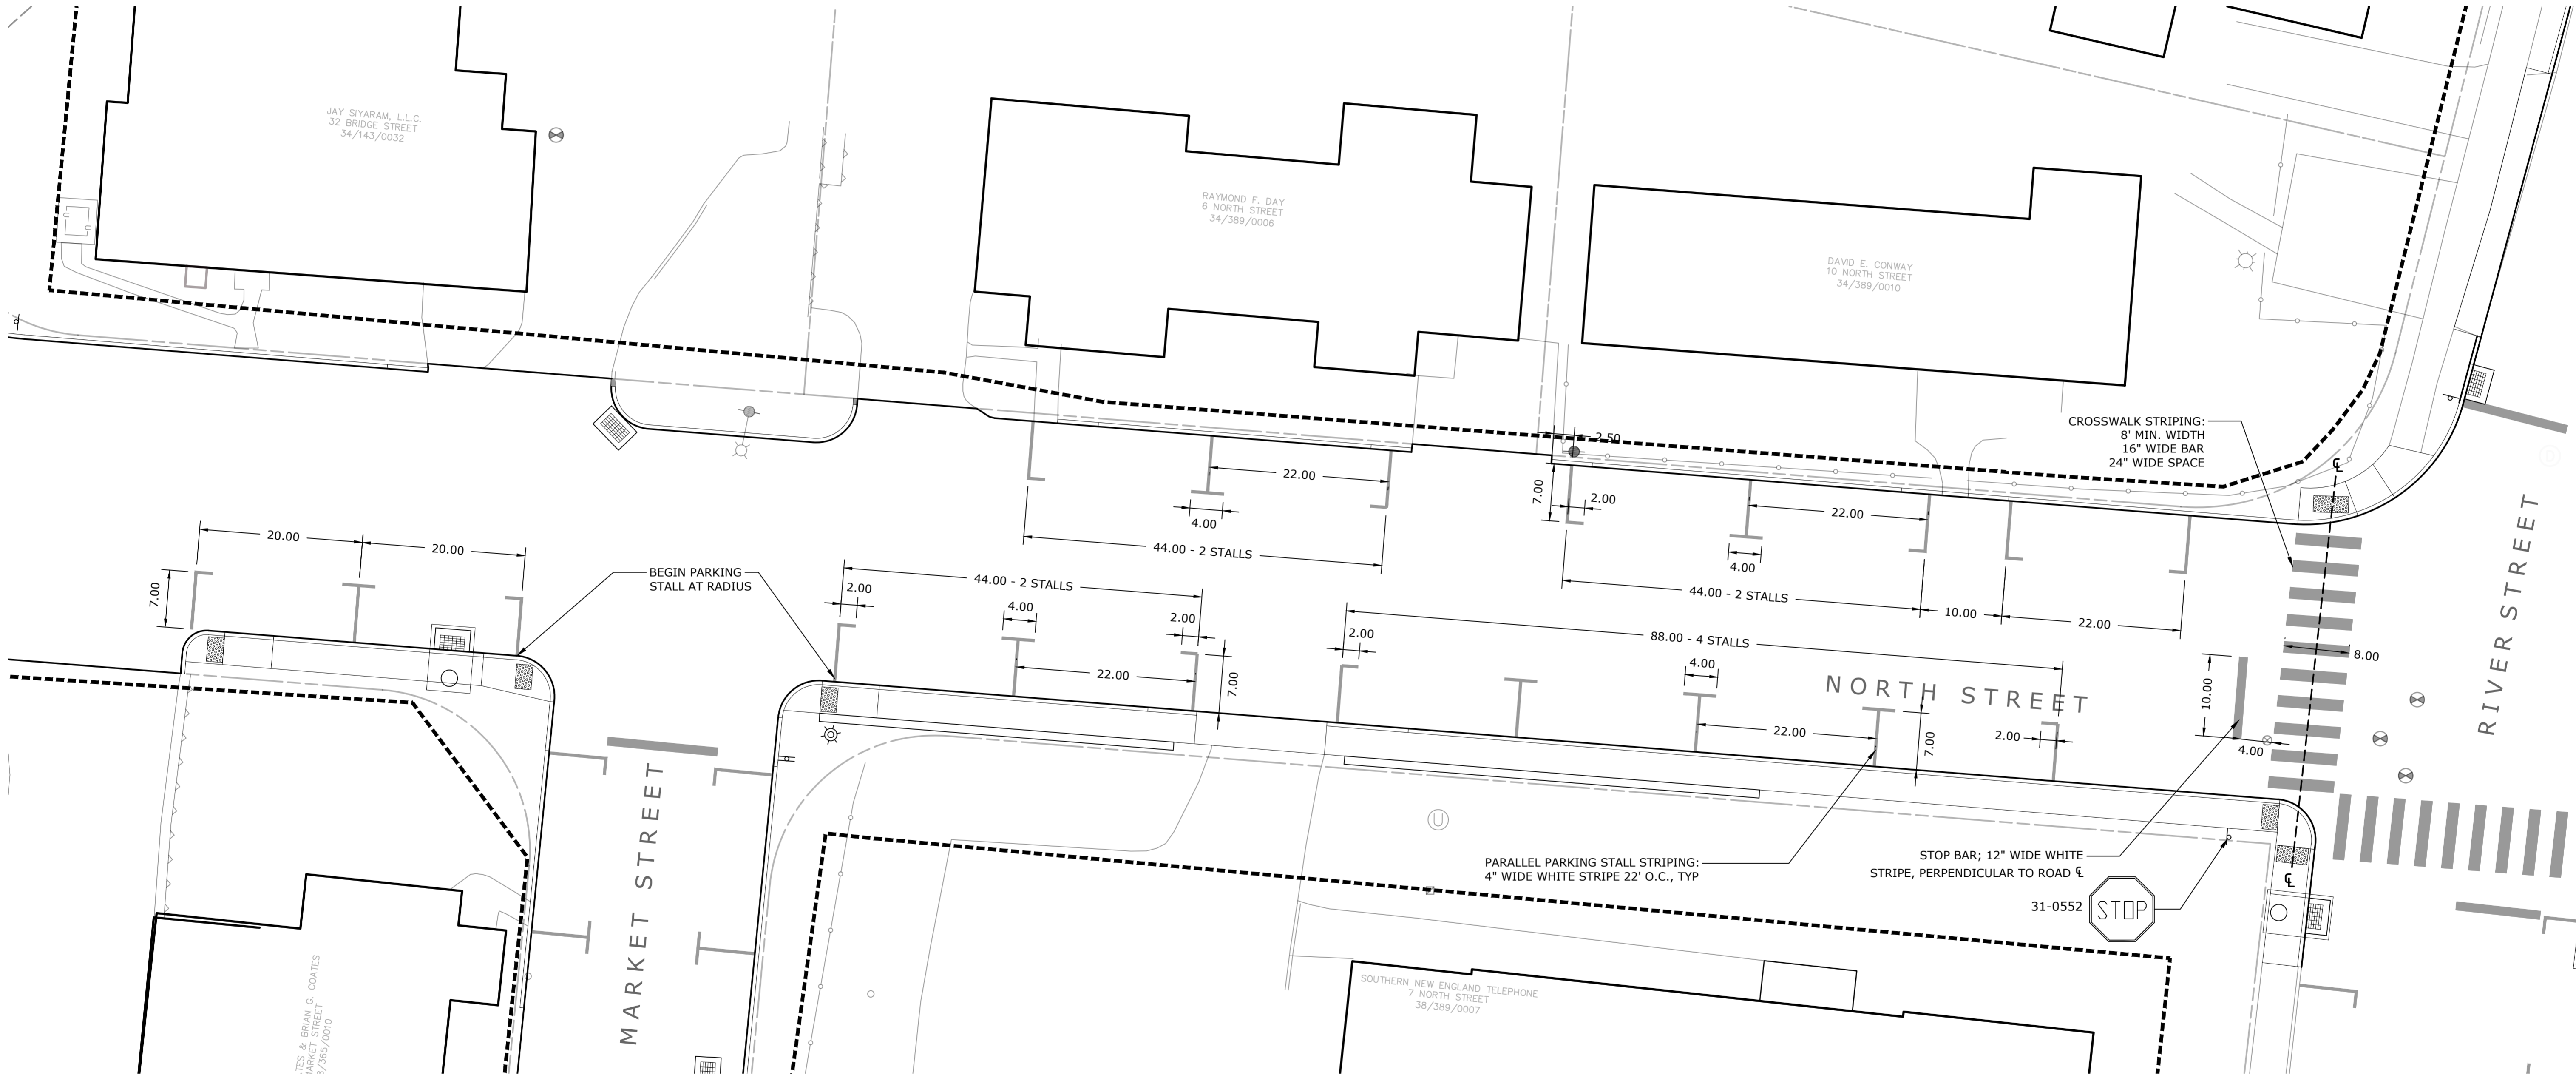 JAY SIYARAM, L.L.C.
32 BRIDGE STREET
34/143/0032
RAYMOND F. DAY
6 NORTH STREET
34/389/0006
DAVID E. CONWAY
10 NORTH STREET
34/389/0010
CROSSWALK STRIPING:
8' MIN. WIDTH
16" WIDE BAR
24" WIDE SPACE
2.50
22.00
4.00
44.00 - 2 STALLS
7.00
2.00
22.00
4.00
44.00 - 2 STALLS
10.00
22.00
20.00
20.00
7.00
BEGIN PARKING
STALL AT RADIUS
44.00 - 2 STALLS
2.00
4.00
2.00
22.00
7.00
88.00 - 4 STALLS
2.00
4.00
22.00
7.00
2.00
NORTH STREET
10.00
4.00
8.00
RIVER STREET
MARKET STREET
U
PARALLEL PARKING STALL STRIPING:
4" WIDE WHITE STRIPE 22' O.C., TYP
STOP BAR; 12" WIDE WHITE
STRIPE, PERPENDICULAR TO ROAD ℄
31-0552
STOP
℄
℄
SOUTHERN NEW ENGLAND TELEPHONE
7 NORTH STREET
38/389/0007
& BRIAN G. COATES
MARKET STREET
/365/0010